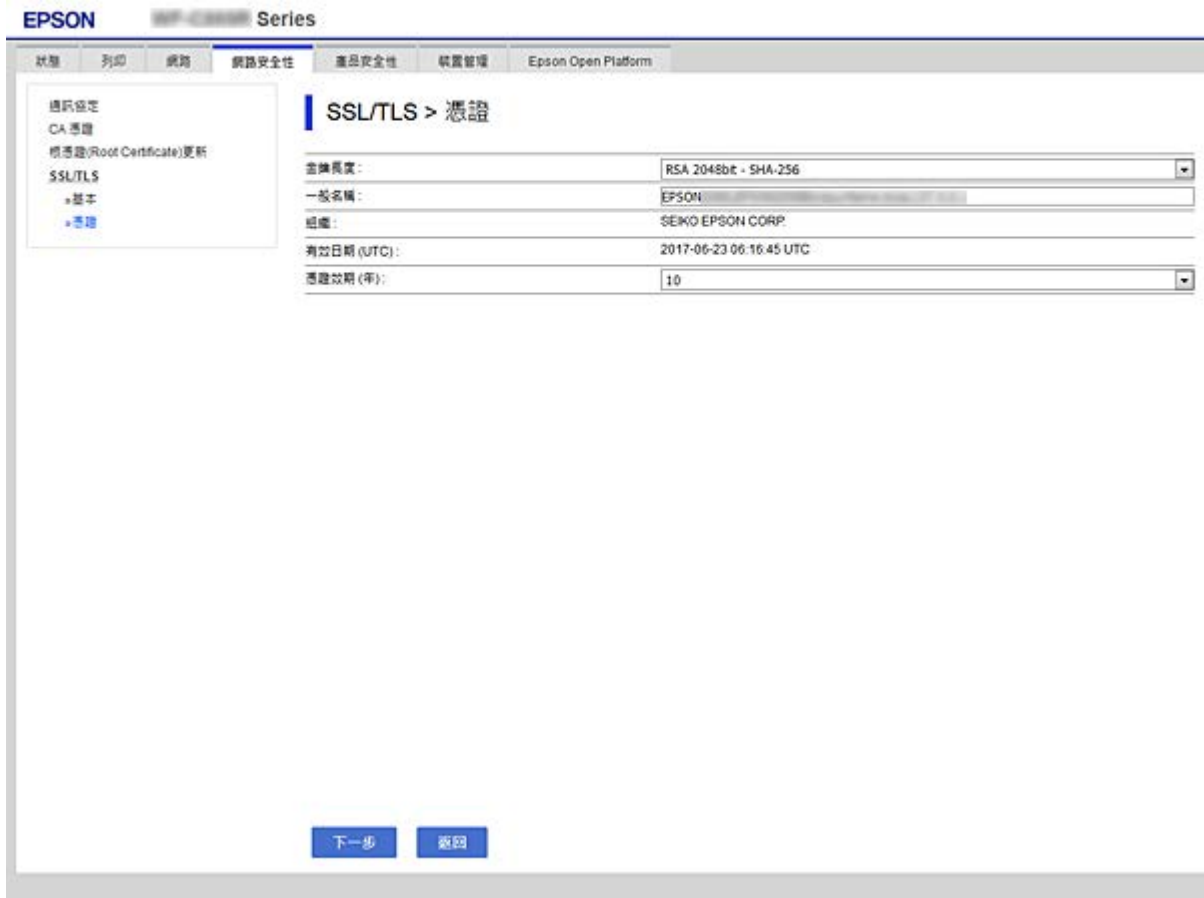 EPSON Series
狀態 列印 網路 網路安全性 產品安全性 裝置管理 Epson Open Platform
通訊協定
CA 憑證
根憑證(Root Certificate)更新
SSL/TLS
»基本
»憑證
SSL/TLS > 憑證
金鑰長度 : RSA 2048bit - SHA-256
一般名稱 : EPSON
組織 : SEIKO EPSON CORP.
有效日期 (UTC) : 2017-06-23 06:16:45 UTC
憑證效期 (年) : 10
下一步 返回